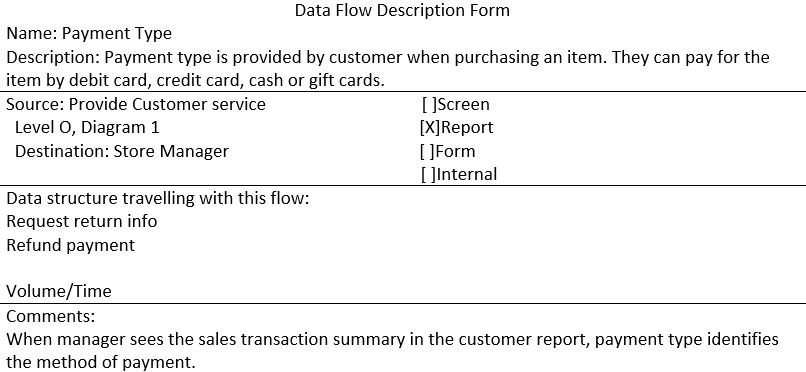 Data Flow Description Form
Name: Payment Type
Description: Payment type is provided by customer when purchasing an item. They can pay for the
item by debit card, credit card, cash or gift cards.
Source: Provide Customer service [ ]Screen
Level O, Diagram 1 [X]Report
Destination: Store Manager [ ]Form
[ ]Internal
Data structure travelling with this flow:
Request return info
Refund payment
Volume/Time
Comments:
When manager sees the sales transaction summary in the customer report, payment type identifies
the method of payment.